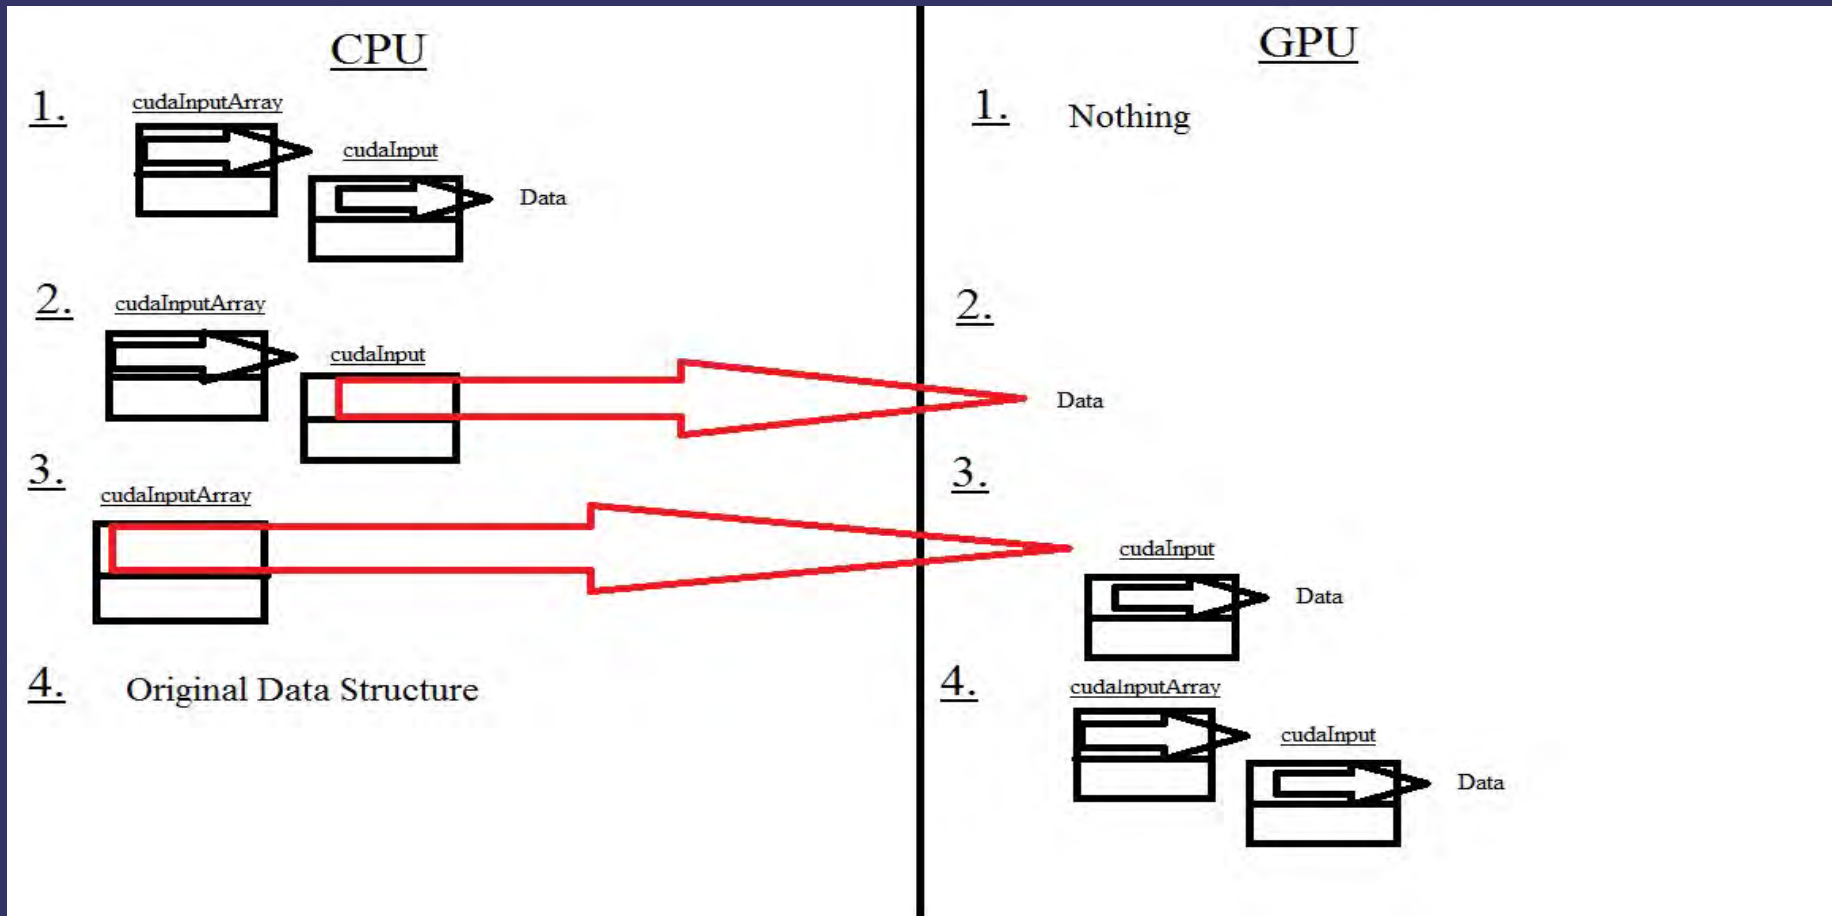 CPU
1.
cudaInputArray
cudaInput
Data
2.
cudaInputArray
cudaInput
3.
cudaInputArray
4.
Original Data Structure
GPU
1.
Nothing
2.
Data
3.
cudaInput
Data
4.
cudaInputArray
cudaInput
Data